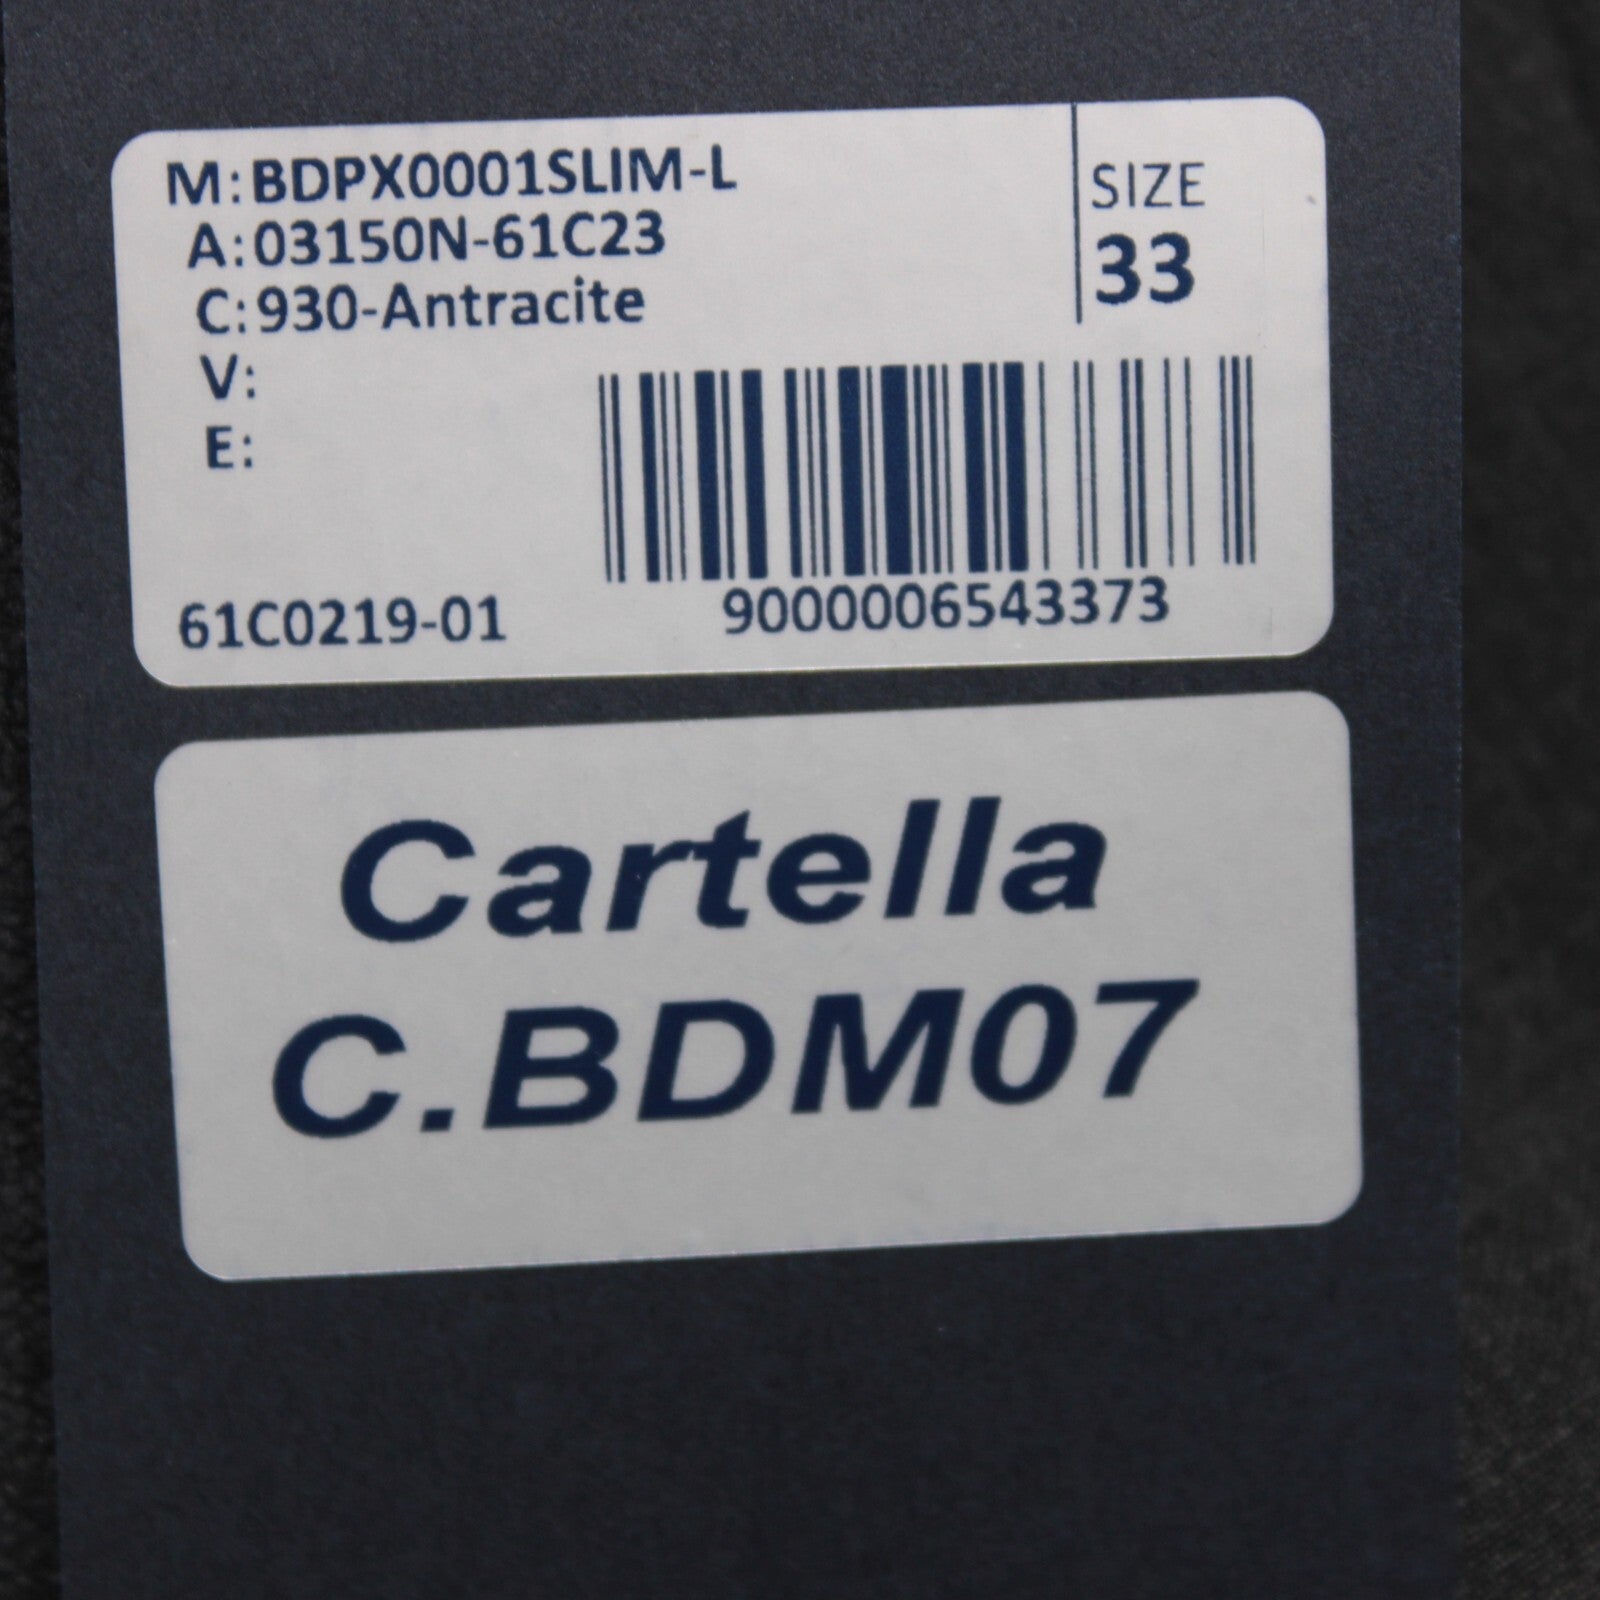 M:BDPX0001SLIM-L
A:03150N-61C23
C:930-Antracite
V:
E:
SIZE
33
61C0219-01
9000006543373
Cartella
C.BDM07